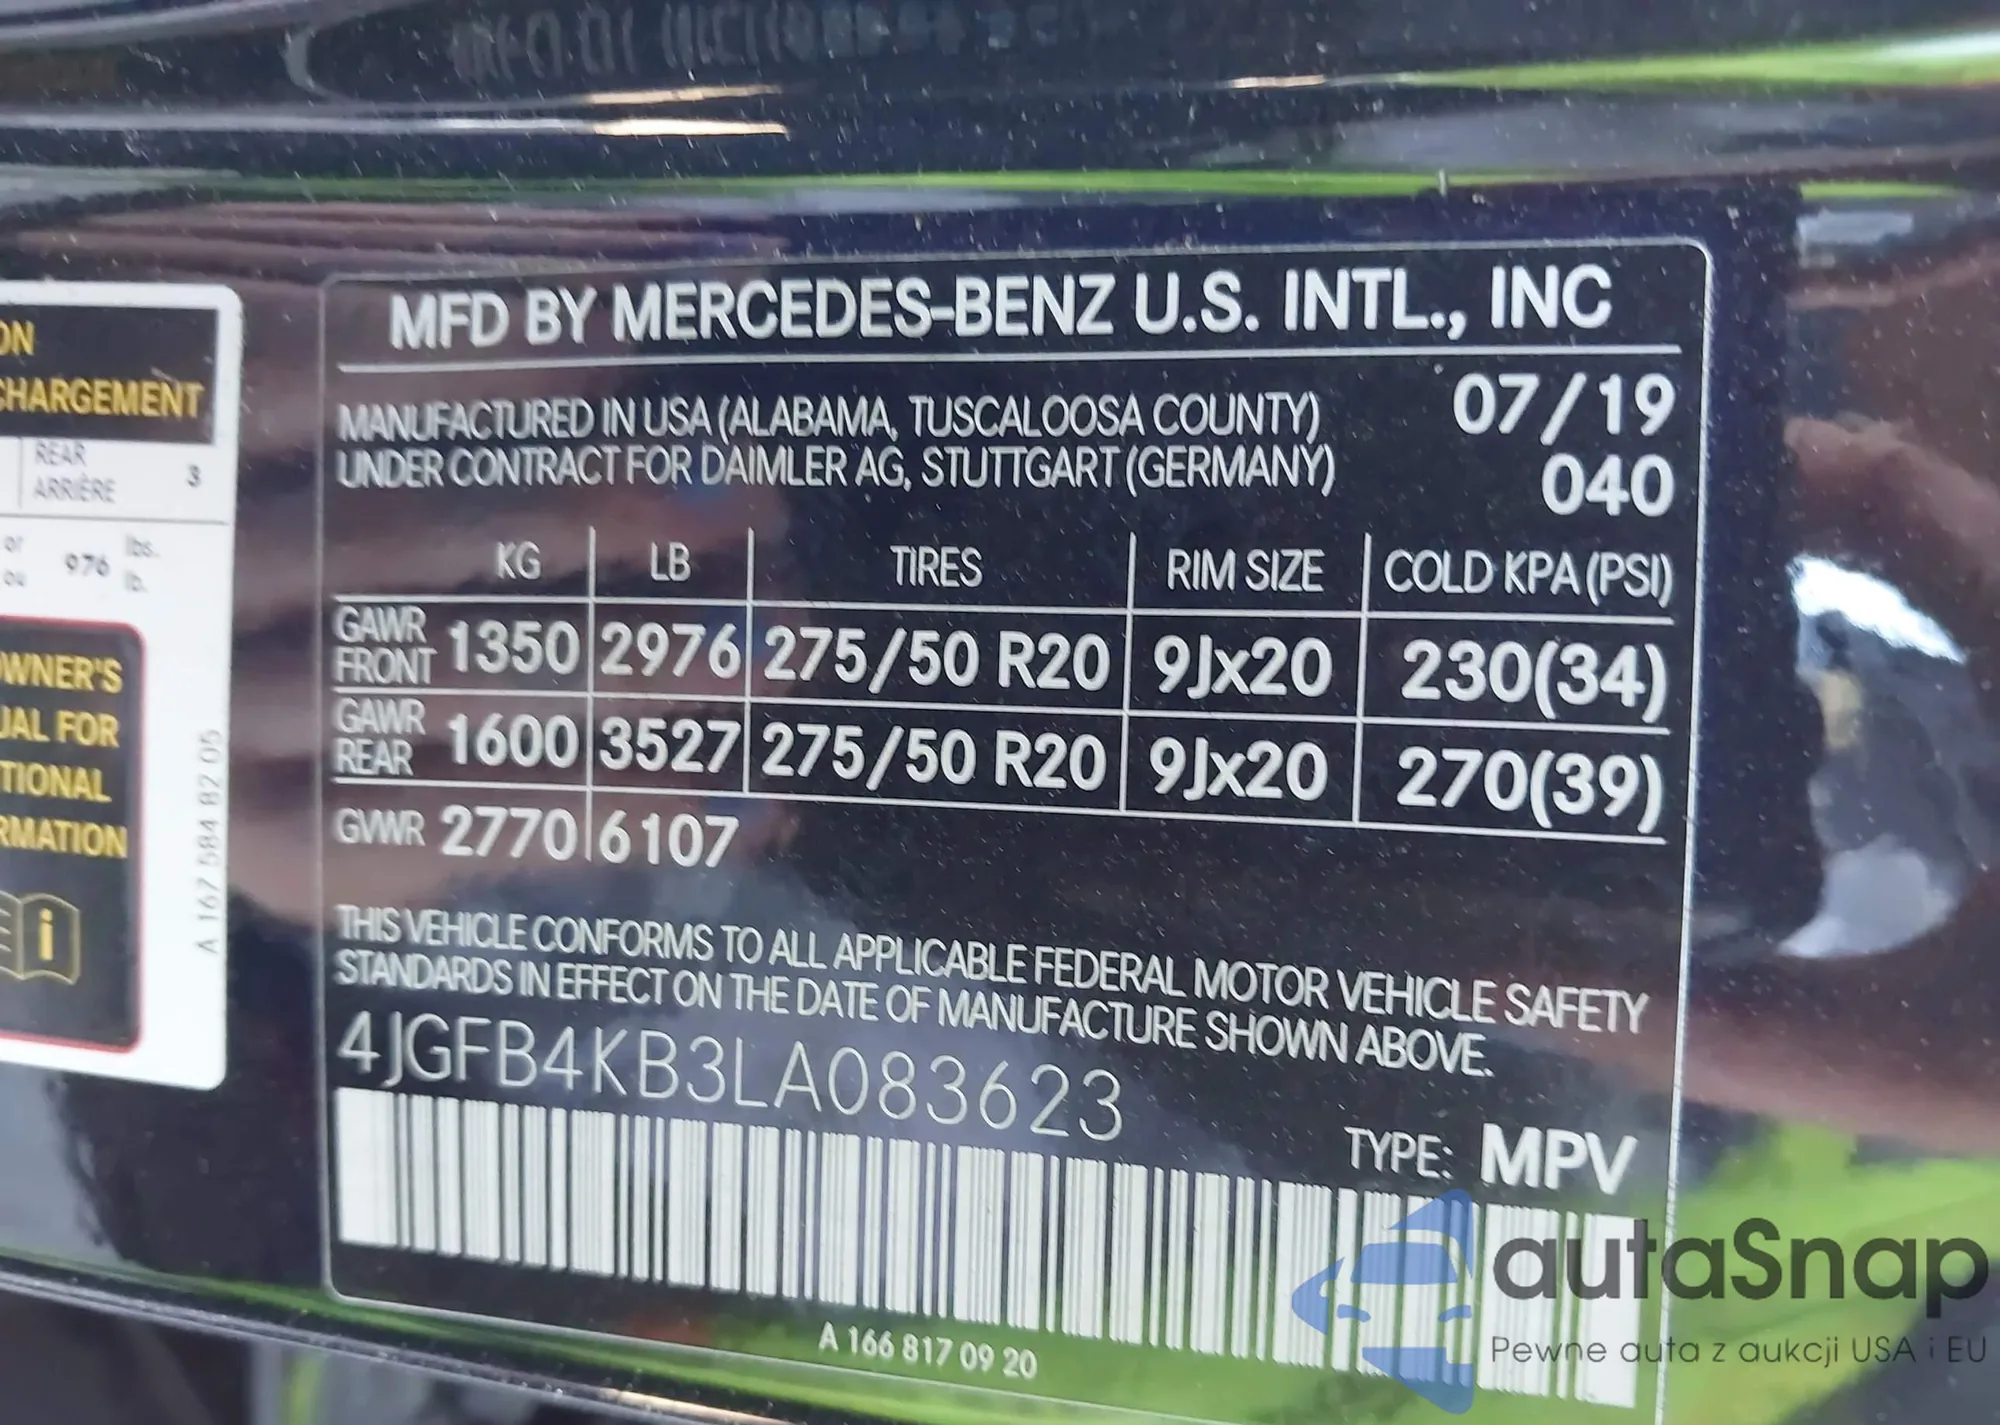 ON
CHARGEMENT
REAR
ARRIÈRE
3
or
ou
976
lbs.
lb.
OWNER'S
UAL FOR
TIONAL
RMATION
i
A 167 584 82 05
MFD BY MERCEDES-BENZ U.S. INTL., INC
MANUFACTURED IN USA (ALABAMA, TUSCALOOSA COUNTY)
UNDER CONTRACT FOR DAIMLER AG, STUTTGART (GERMANY)
07/19
040
KG LB TIRES RIM SIZE COLD KPA (PSI)
GAWR FRONT 1350 2976 275/50 R20 9Jx20 230(34)
GAWR REAR 1600 3527 275/50 R20 9Jx20 270(39)
GVWR 2770 6107
THIS VEHICLE CONFORMS TO ALL APPLICABLE FEDERAL MOTOR VEHICLE SAFETY
STANDARDS IN EFFECT ON THE DATE OF MANUFACTURE SHOWN ABOVE.
4JGFB4KB3LA083623
TYPE: MPV
A 166 817 09 20
autaSnap
Pewne auta z aukcji USA i EU